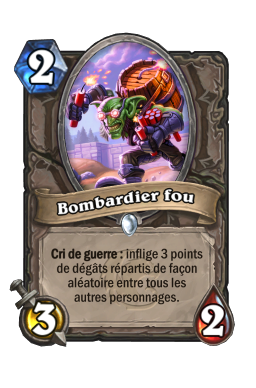 2
Bombardier fou
Cri de guerre : inflige 3 points
de dégâts répartis de façon
aléatoire entre tous les
autres personnages.
3
2